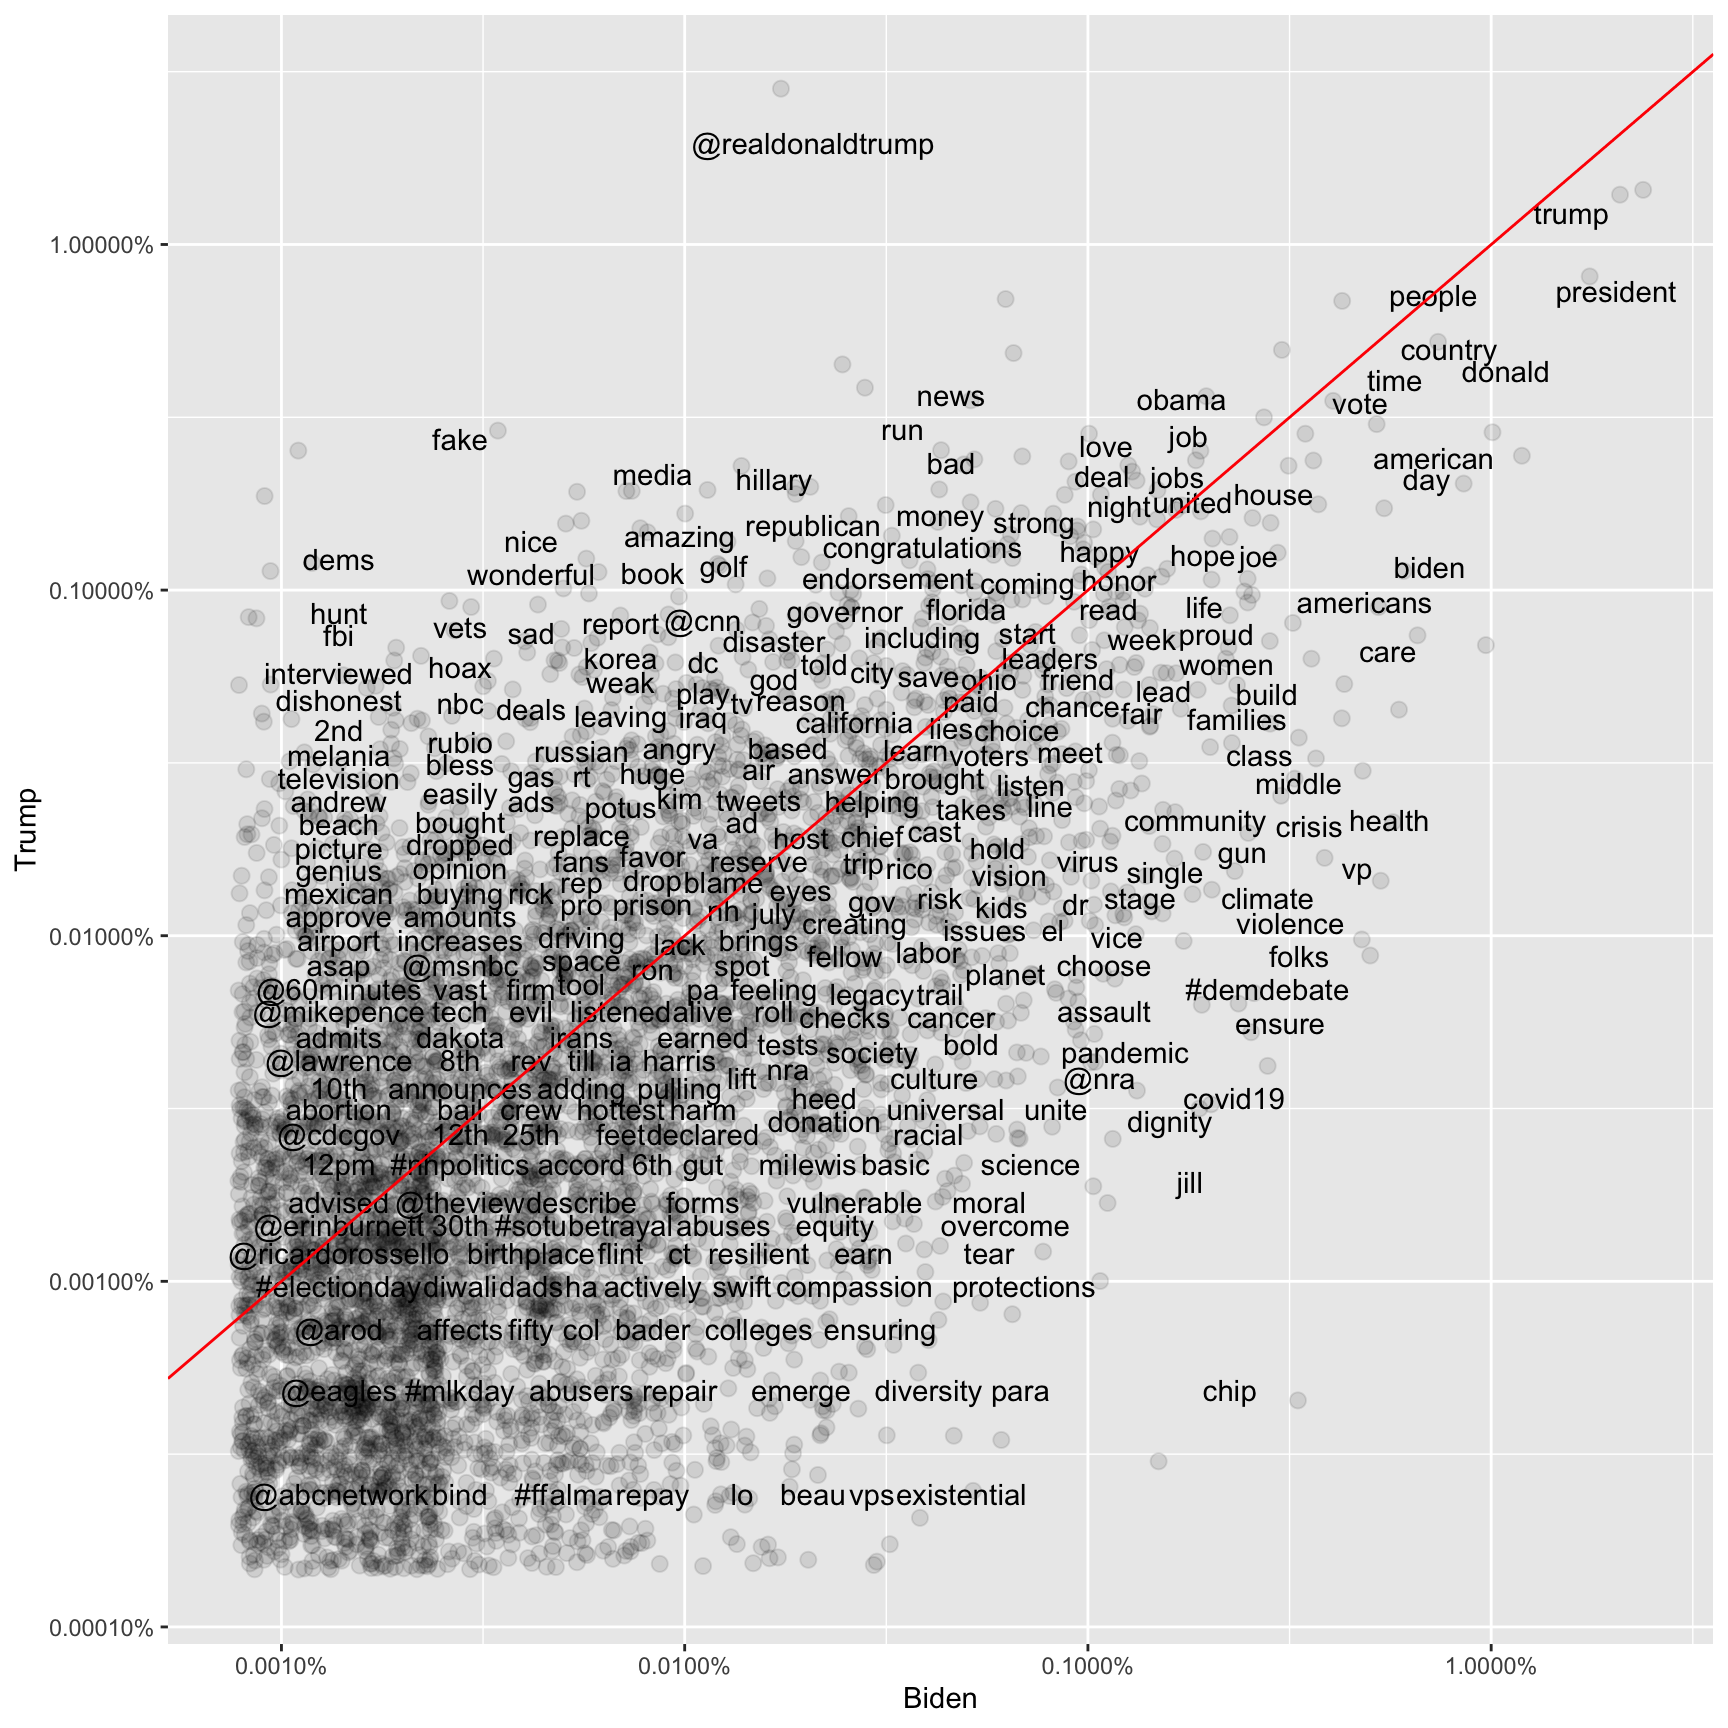 @realdonaldtrump
trump
1.00000%
people president
country
donald
time
news obama vote
run
fake love job
bad american
media hillary deal jobs day
night united house
republican money strong
nice amazing congratulations happy hope joe
dems golf biden
wonderful book endorsement coming honor
0.10000%
hunt governor florida read life americans
fbi vets sad report @cnn disaster including start week proud
interviewed hoax korea dc told leaders women care
dishonest nbc weak god city save ohio friend
deals play tv reason paid chance lead build
2nd leaving iraq california lies choice fair families
melania rubio russian angry based learn voters meet class
television bless gas rt huge air answer brought listen middle
andrew easily ads potus kim tweets helping takes line
beach bought replace va ad host chief cast community crisis health
picture dropped fans favor reserve trip rico hold virus gun
genius opinion rep drop blame eyes vision single vp
mexican buying rick pro prison nh july gov risk kids dr stage climate
approve amounts creating issues el violence
airport increases driving lack brings vice
0.01000%
asap @msnbc space ron spot fellow labor planet choose folks
@60minutes vast firm tool pa feeling legacy trail #demdebate
@mikepence tech evil listened alive roll checks cancer assault ensure
Trump
admits dakota irans earned tests society bold pandemic
@lawrence 8th rev till ia harris nra
10th announces adding pulling lift culture @nra
abortion bail crew hottest harm heed universal unite covid19
@cdcgov 12th 25th feet declared donation racial dignity
12pm #nhpolitics accord 6th gut milewis basic science jill
advised @theview describe forms vulnerable moral
@erinburnett 30th #sotu betrayal abuses equity overcome
@ricardorossello birthplace flint ct resilient earn tear
0.00100%
#electionday diwali dadsha actively swift compassion protections
@arod affects fifty col bader colleges ensuring
@eagles #mlkday abusers repair emerge diversity para chip
@abcnetwork bind #ff alma repay lo beau vps existential
0.00010%
0.0010% 0.0100% 0.1000% 1.0000%
Biden